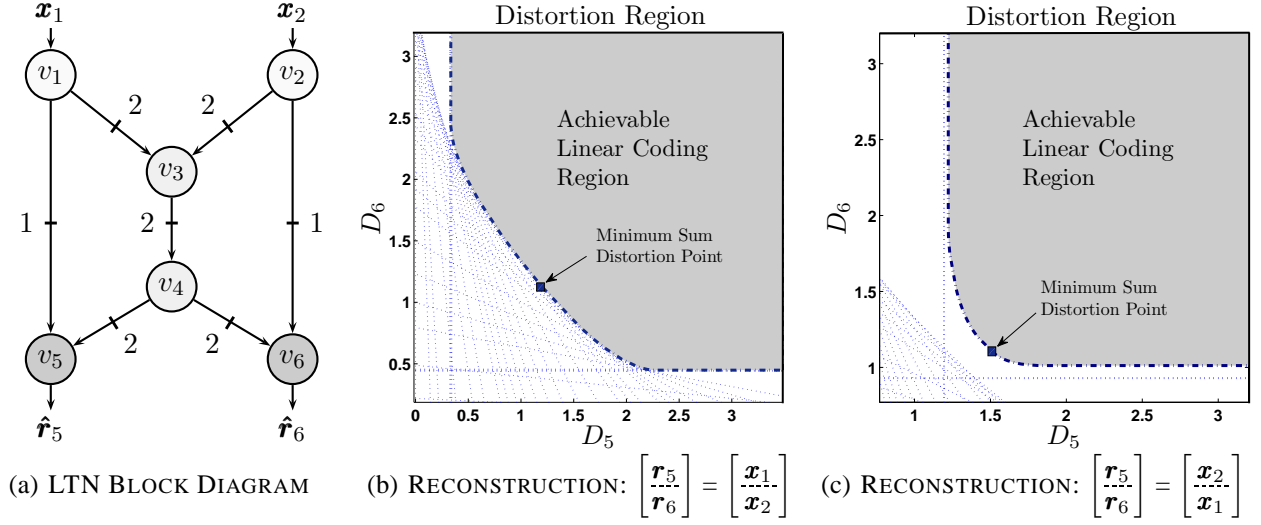 x₁
x₂
v₁
v₂
2
2
v₃
1
2
1
v₄
2
2
v₅
v₆
r̂₅
r̂₆
(a) LTN BLOCK DIAGRAM
Distortion Region
D₆
3
2.5
2
1.5
1
0.5
Achievable
Linear Coding
Region
Minimum Sum
Distortion Point
0 0.5 1 1.5 2 2.5 3
D₅
(b) RECONSTRUCTION: [r₅ / r₆] = [x₁ / x₂]
Distortion Region
D₆
3
2.5
2
1.5
1
Achievable
Linear Coding
Region
Minimum Sum
Distortion Point
1 1.5 2 2.5 3
D₅
(c) RECONSTRUCTION: [r₅ / r₆] = [x₂ / x₁]